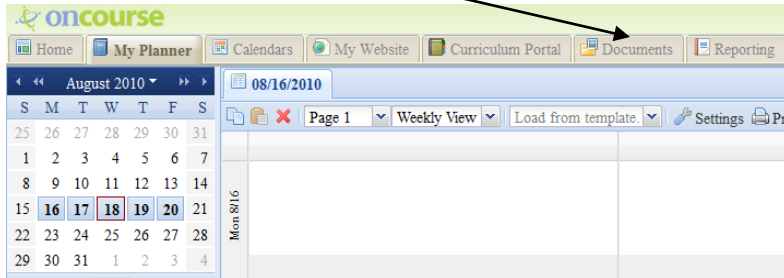 oncourse
Home My Planner Calendars My Website Curriculum Portal Documents Reporting
August 2010
08/16/2010
S M T W T F S
Page 1 Weekly View Load from template. Settings Pr
25 26 27 28 29 30 31
1 2 3 4 5 6 7
8 9 10 11 12 13 14
15 16 17 18 19 20 21
22 23 24 25 26 27 28
29 30 31 1 2 3 4
Mon 8/16